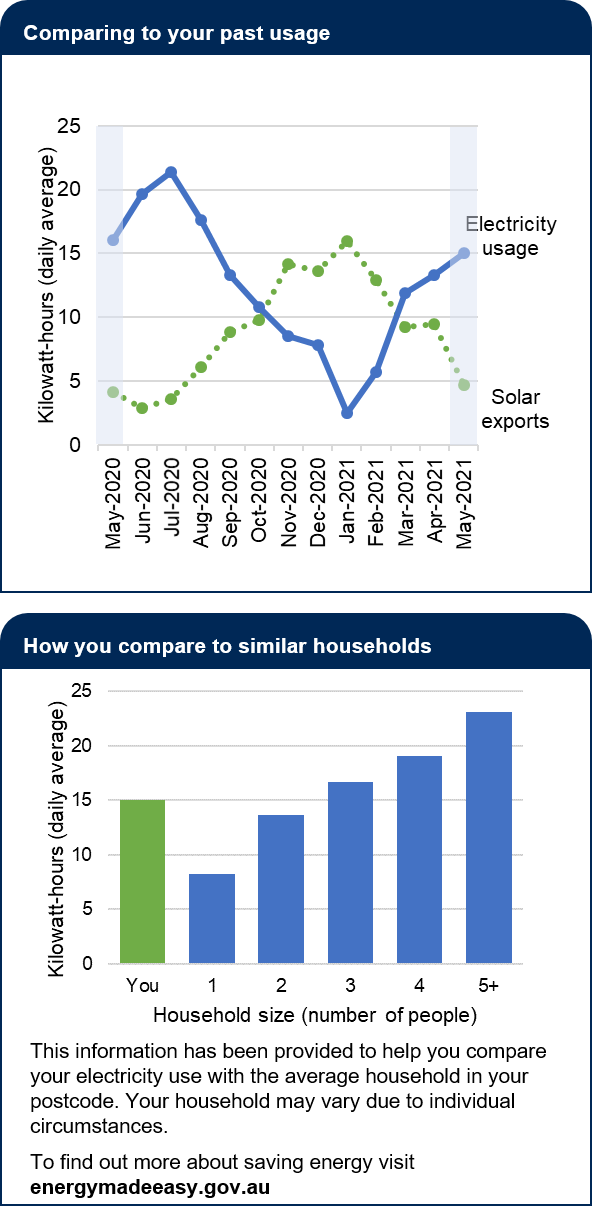 Comparing to your past usage
Kilowatt-hours (daily average)
25
20
15
10
5
0
Electricity
usage
Solar
exports
May-2020
Jun-2020
Jul-2020
Aug-2020
Sep-2020
Oct-2020
Nov-2020
Dec-2020
Jan-2021
Feb-2021
Mar-2021
Apr-2021
May-2021
How you compare to similar households
Kilowatt-hours (daily average)
25
20
15
10
5
0
You 1 2 3 4 5+
Household size (number of people)
This information has been provided to help you compare
your electricity use with the average household in your
postcode. Your household may vary due to individual
circumstances.
To find out more about saving energy visit
energymadeeasy.gov.au